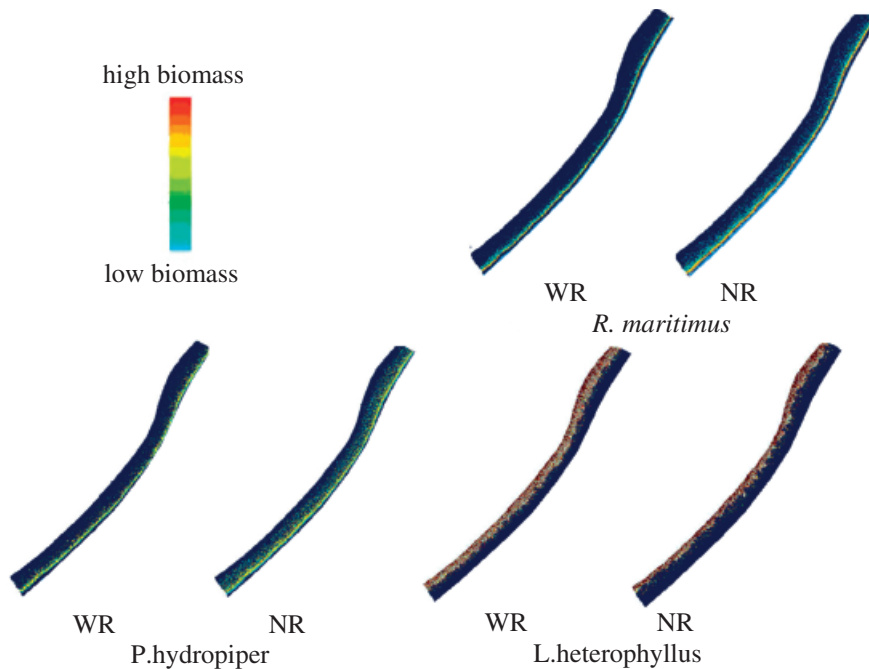 high biomass
low biomass
WR
NR
R. maritimus
WR
NR
WR
NR
P.hydropiper
L.heterophyllus